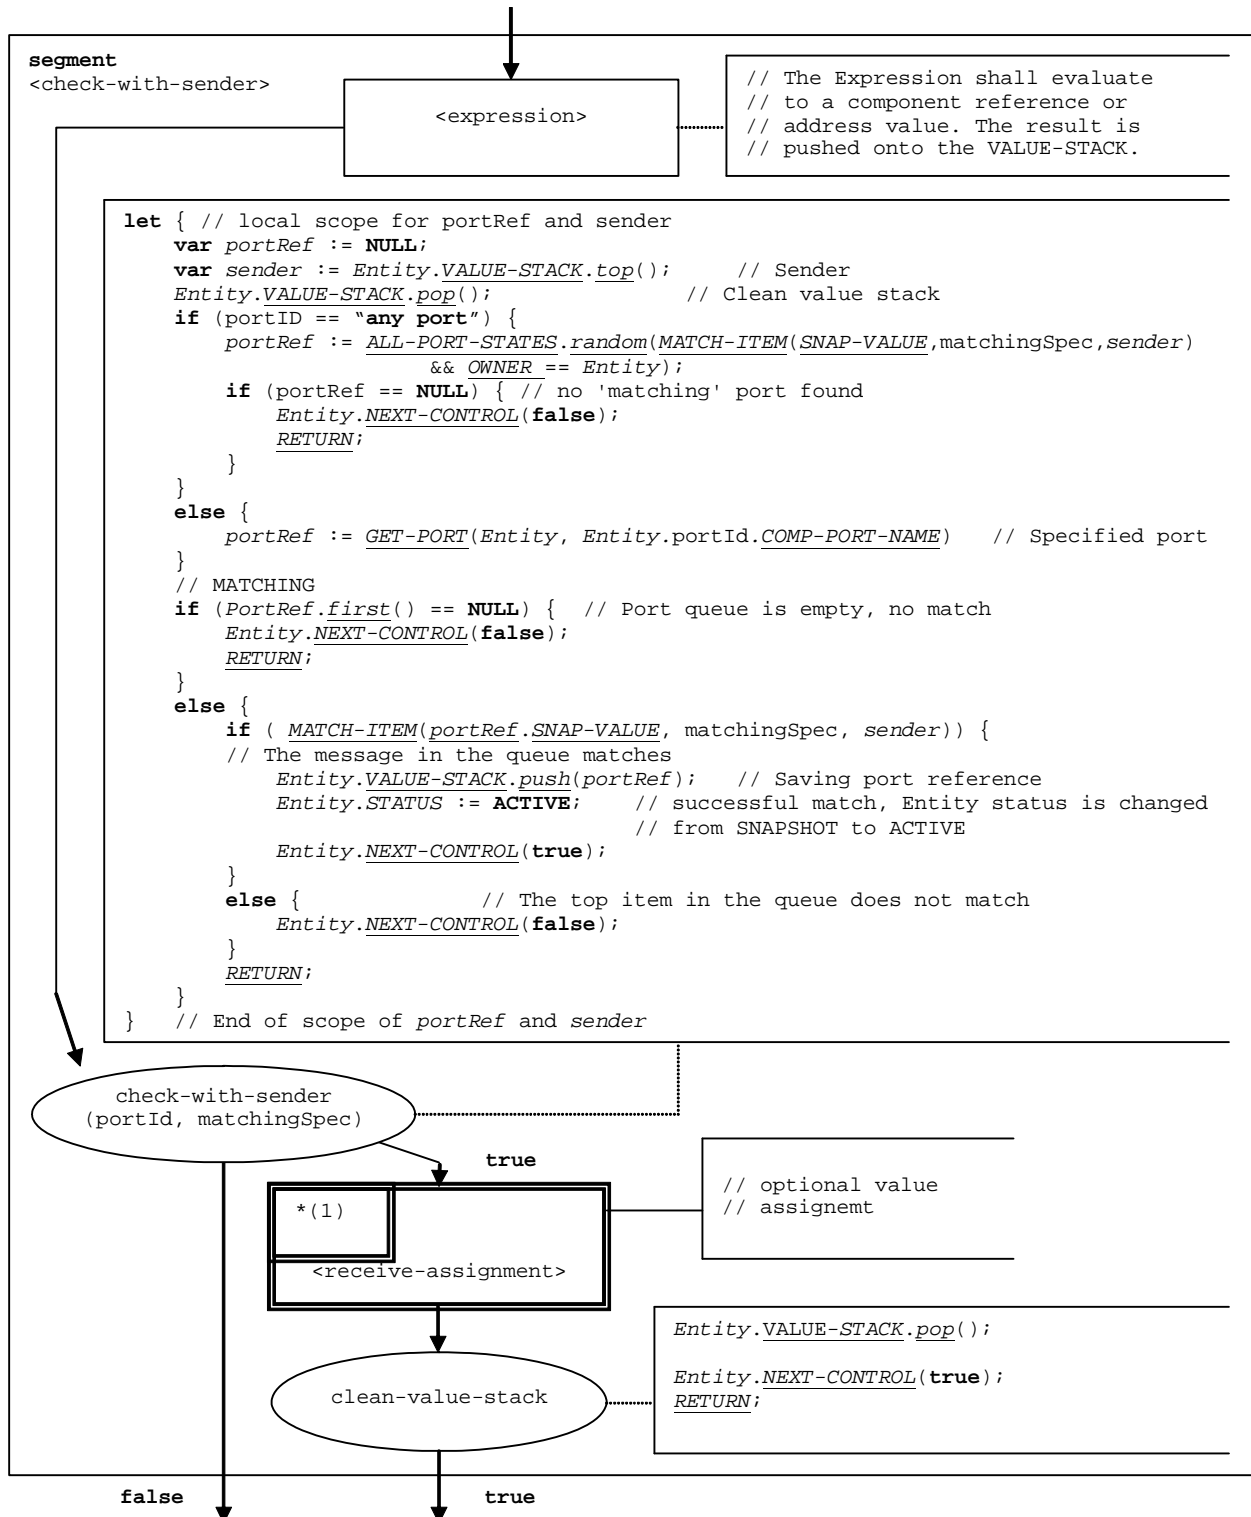 segment
<check-with-sender>
<expression>
// The Expression shall evaluate
// to a component reference or
// address value. The result is
// pushed onto the VALUE-STACK.
let { // local scope for portRef and sender
var portRef := NULL;
var sender := Entity.VALUE-STACK.top(); // Sender
Entity.VALUE-STACK.pop(); // Clean value stack
if (portID == “any port”) {
portRef := ALL-PORT-STATES.random(MATCH-ITEM(SNAP-VALUE,matchingSpec,sender)
&& OWNER == Entity);
if (portRef == NULL) { // no 'matching' port found
Entity.NEXT-CONTROL(false);
RETURN;
}
}
else {
portRef := GET-PORT(Entity, Entity.portId.COMP-PORT-NAME) // Specified port
}
// MATCHING
if (PortRef.first() == NULL) { // Port queue is empty, no match
Entity.NEXT-CONTROL(false);
RETURN;
}
else {
if ( MATCH-ITEM(portRef.SNAP-VALUE, matchingSpec, sender)) {
// The message in the queue matches
Entity.VALUE-STACK.push(portRef); // Saving port reference
Entity.STATUS := ACTIVE; // successful match, Entity status is changed
// from SNAPSHOT to ACTIVE
Entity.NEXT-CONTROL(true);
}
else { // The top item in the queue does not match
Entity.NEXT-CONTROL(false);
}
RETURN;
}
} // End of scope of portRef and sender
check-with-sender
(portId, matchingSpec)
true
*(1)
<receive-assignment>
// optional value
// assignemt
clean-value-stack
Entity.VALUE-STACK.pop();
Entity.NEXT-CONTROL(true);
RETURN;
false
true